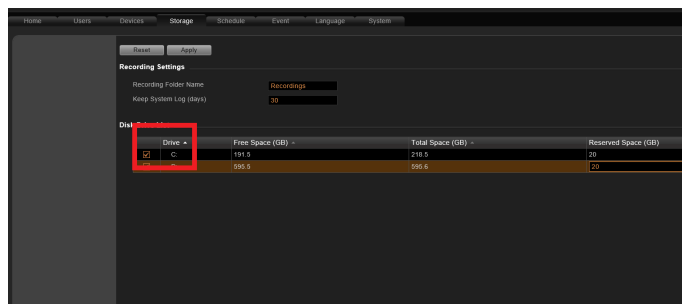 Home Users Devices Storage Schedule Event Language System
Reset Apply
Recording Settings
Recording Folder Name Recordings
Keep System Log (days) 30
Drive Free Space (GB) Total Space (GB) Reserved Space (GB)
C: 191.5 218.5 20
595.5 595.6 20